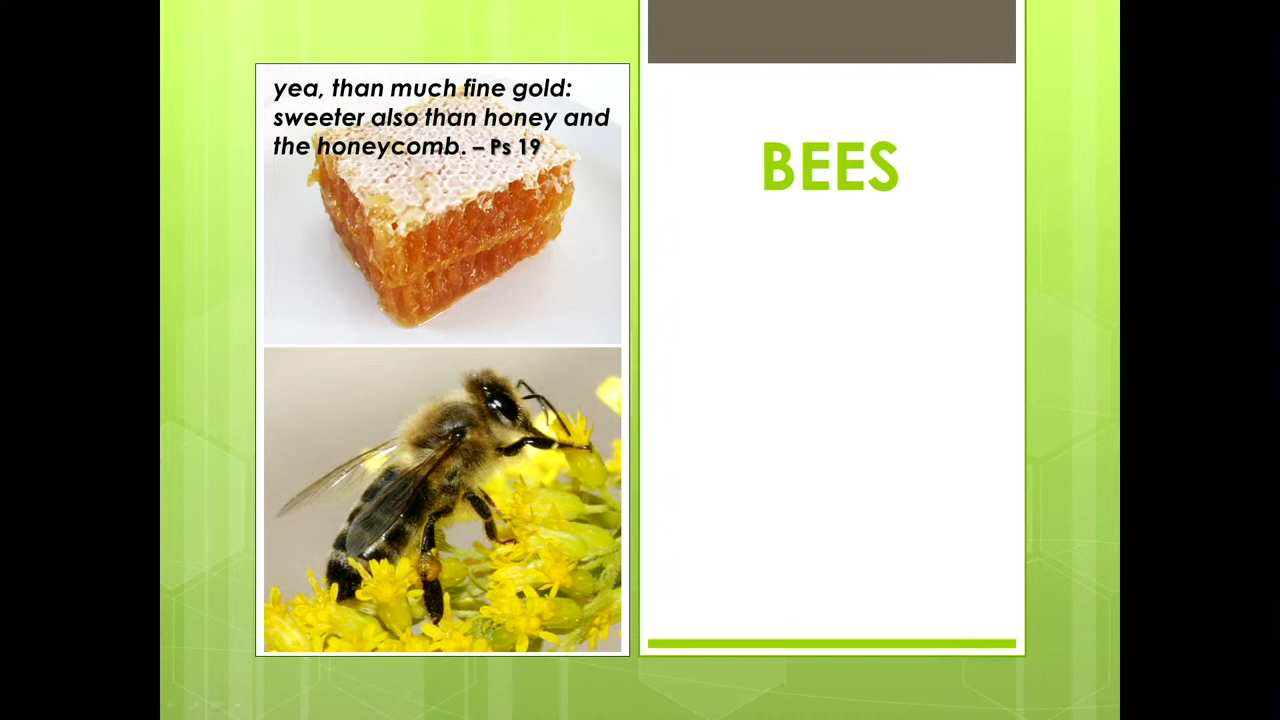 yea, than much fine gold:
sweeter also than honey and
the honeycomb. – Ps 19
BEES